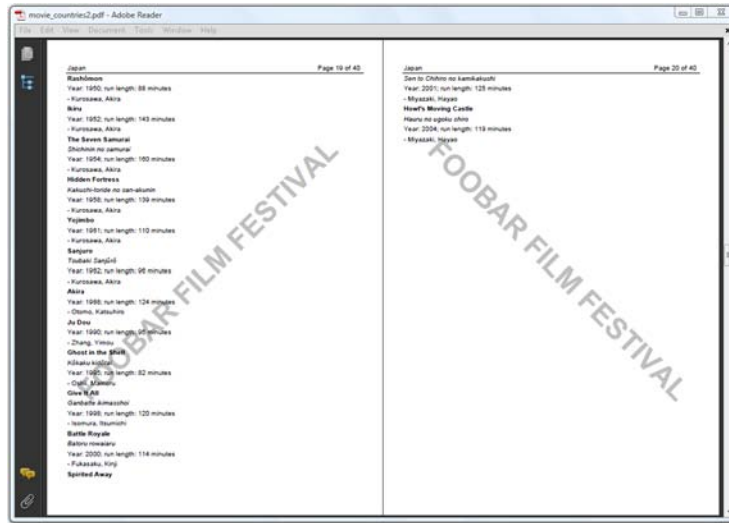 movie_countries2.pdf - Adobe Reader
File Edit View Document Tools Window Help
Japan Page 19 of 40
Rashômon
Year: 1950; run length: 88 minutes
- Kurosawa, Akira
Ikiru
Year: 1952; run length: 143 minutes
- Kurosawa, Akira
The Seven Samurai
Shichinin no samurai
Year: 1954; run length: 160 minutes
- Kurosawa, Akira
Hidden Fortress
Kakushi-toride no san-akunin
Year: 1958; run length: 139 minutes
- Kurosawa, Akira
Yojimbo
Year: 1961; run length: 110 minutes
- Kurosawa, Akira
Sanjuro
Tsubaki Sanjûrô
Year: 1962; run length: 96 minutes
- Kurosawa, Akira
Akira
Year: 1988; run length: 124 minutes
- Otomo, Katsuhiro
Ju Dou
Year: 1990; run length: 95 minutes
- Zhang, Yimou
Ghost in the Shell
Kôkaku kidôtai
Year: 1995; run length: 82 minutes
- Oshii, Mamoru
Give It All
Ganbatte ikimasshoi
Year: 1998; run length: 120 minutes
- Isomura, Itsumichi
Battle Royale
Batoru rowaiaru
Year: 2000; run length: 114 minutes
- Fukasaku, Kinji
Spirited Away
FOOBAR FILM FESTIVAL
Japan Page 20 of 40
Sen to Chihiro no kamikakushi
Year: 2001; run length: 125 minutes
- Miyazaki, Hayao
Howl's Moving Castle
Hauru no ugoku shiro
Year: 2004; run length: 119 minutes
- Miyazaki, Hayao
FOOBAR FILM FESTIVAL